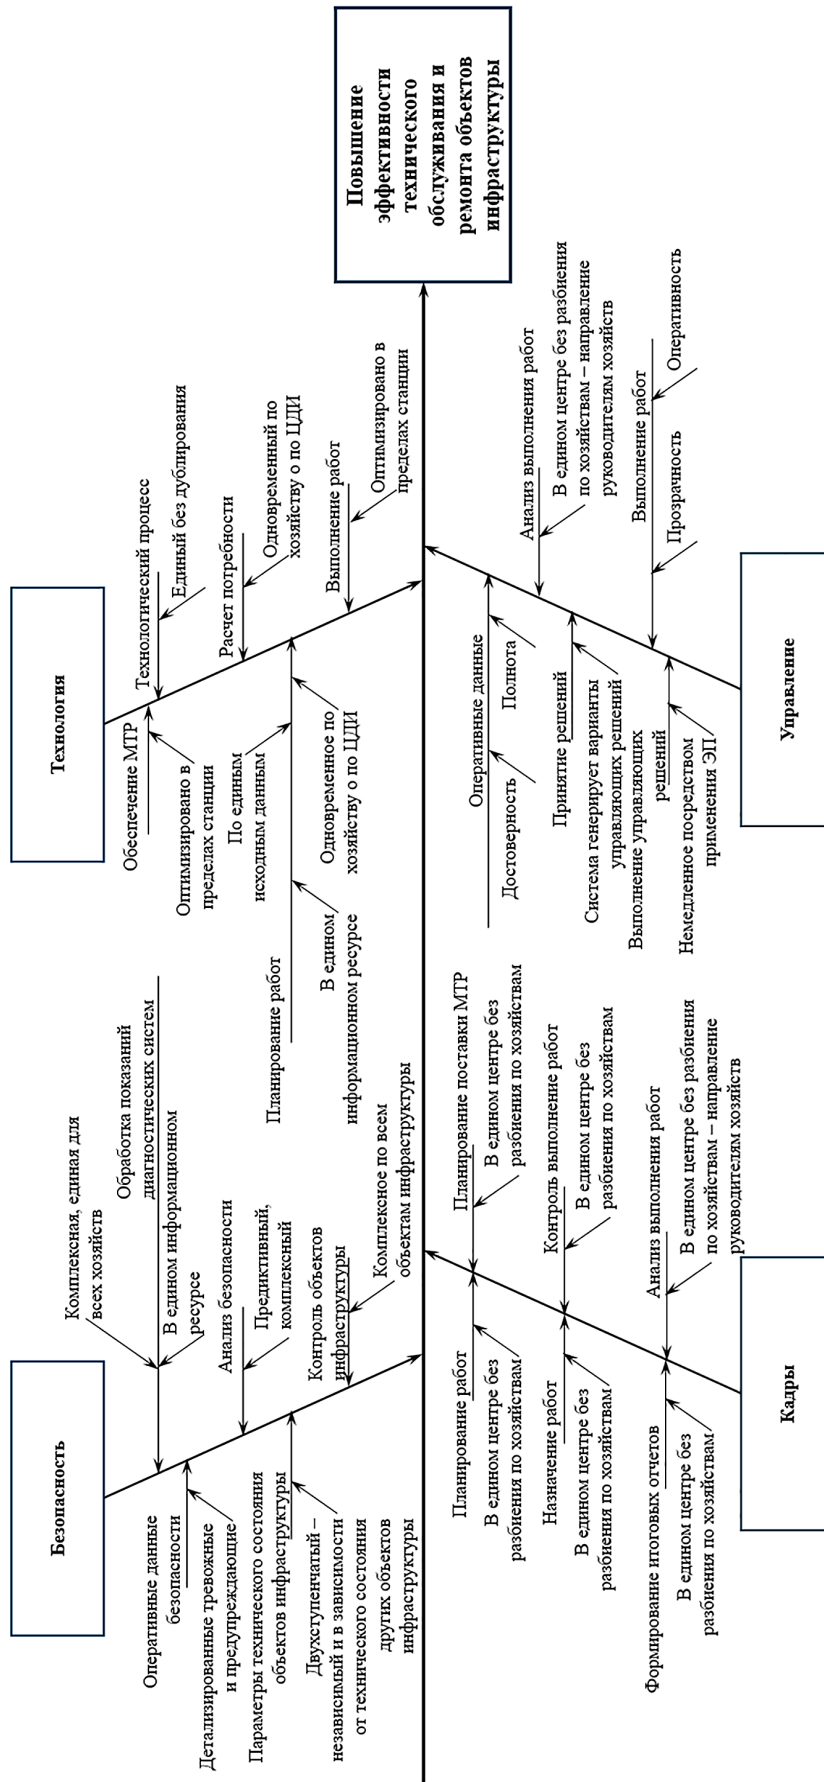 Безопасность
Комплексная, единая для
всех хозяйств
Обработка показаний
диагностических систем
В едином информационном
ресурсе
Оперативные данные
безопасности
Детализированные тревожные
и предупреждающие
Анализ безопасности
Предиктивный,
комплексный
Параметры технического состояния
объектов инфраструктуры
Двухступенчатый –
независимый и в зависимости
от технического состояния
других объектов
инфраструктуры
Контроль объектов
инфраструктуры
Комплексное по всем
объектам инфраструктуры
Технология
Обеспечение МТР
Оптимизировано в
пределах станции
Технологический процесс
Единый без дублирования
Расчет потребности
Одновременный по
хозяйству о по ЦДИ
По единым
исходным данным
Планирование работ
В едином
информационном ресурсе
Одновременное по
хозяйству о по ЦДИ
Выполнение работ
Оптимизировано в
пределах станции
Повышение
эффективности
технического
обслуживания и
ремонта объектов
инфраструктуры
Планирование работ
В едином центре без
разбиения по хозяйствам
Планирование поставки МТР
В едином центре без
разбиения по хозяйствам
Назначение работ
В едином центре без
разбиения по хозяйствам
Контроль выполнение работ
В едином центре без
разбиения по хозяйствам
Формирование итоговых отчетов
В едином центре без
разбиения по хозяйствам
Анализ выполнения работ
В едином центре без разбиения
по хозяйствам – направление
руководителям хозяйств
Кадры
Оперативные данные
Достоверность
Полнота
Анализ выполнения работ
В едином центре без разбиения
по хозяйствам – направление
руководителям хозяйств
Принятие решений
Система генерирует варианты
управляющих решений
Выполнение управляющих
решений
Немедленное посредством
применения ЭП
Выполнение работ
Прозрачность
Оперативность
Управление